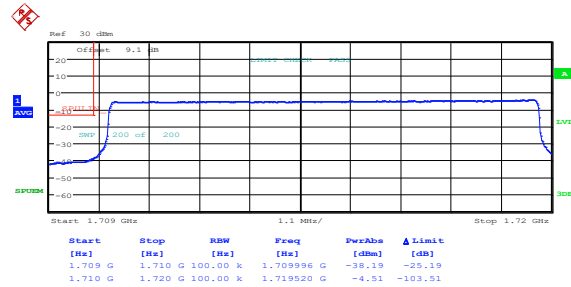 Ref 30 dBm
Offset 9.1 dB
20
LIMIT CHECK PASS
10
A
0
1
AVG
SPULIM
-10
LVI
-20
SWP 200 of 200
-30
-40
-50
SPUEM
-60
3DB
Start 1.709 GHz 1.1 MHz/ Stop 1.72 GHz
Start Stop RBW Freq PwrAbs Δ Limit
[Hz] [Hz] [Hz] [dBm] [dB]
1.709 G 1.710 G 100.00 k 1.709996 G -38.19 -25.19
1.710 G 1.720 G 100.00 k 1.719520 G -4.51 -103.51